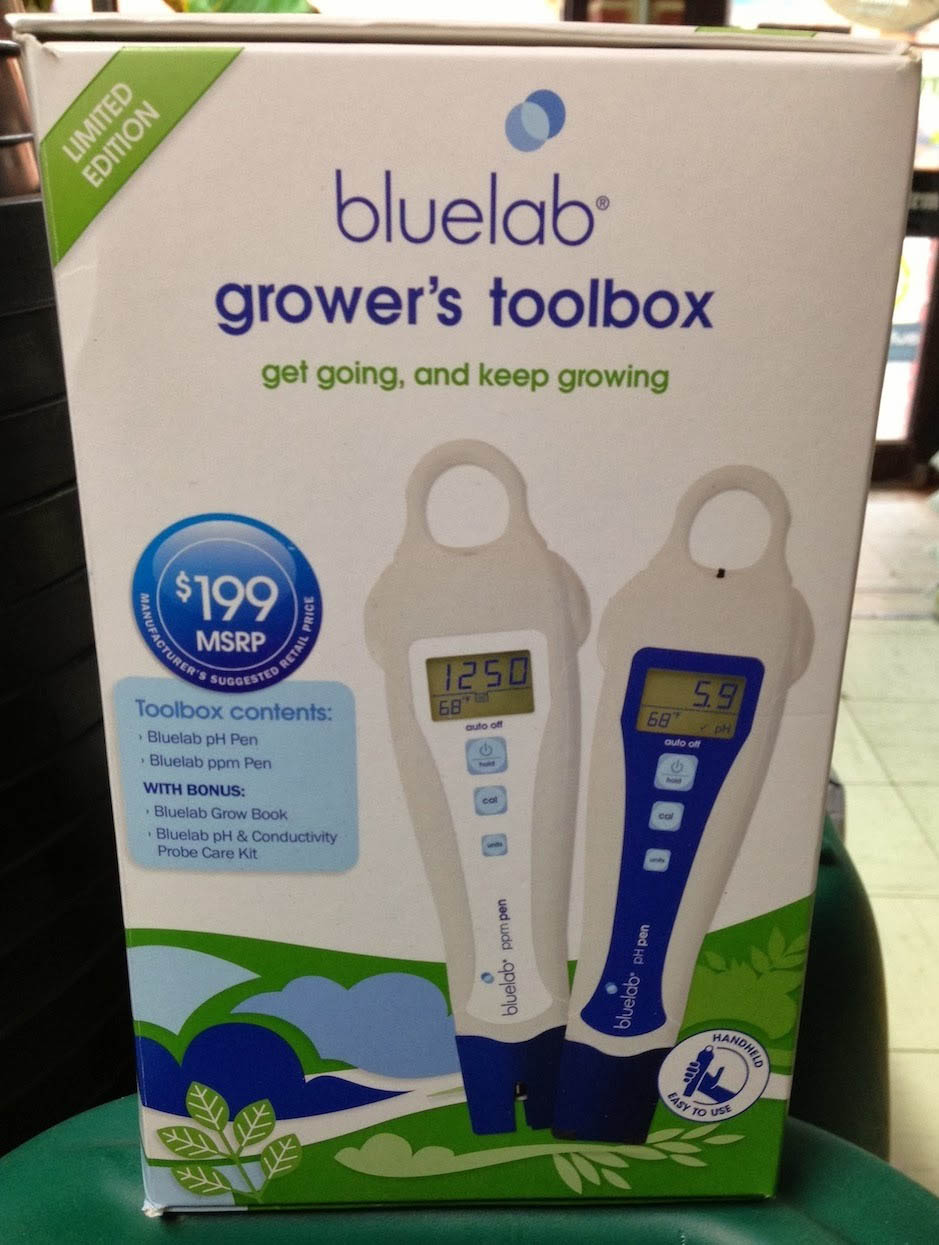 LIMITED
EDITION
bluelab®
grower's toolbox
get going, and keep growing
$199
MSRP
MANUFACTURER'S SUGGESTED RETAIL PRICE
Toolbox contents:
› Bluelab pH Pen
› Bluelab ppm Pen
WITH BONUS:
› Bluelab Grow Book
› Bluelab pH & Conductivity
Probe Care Kit
1250
68°F
auto off
hold
cal
units
bluelab® ppm pen
5.9
68°F ✓ pH
auto off
hold
cal
units
bluelab® pH pen
HANDHELD
EASY TO USE